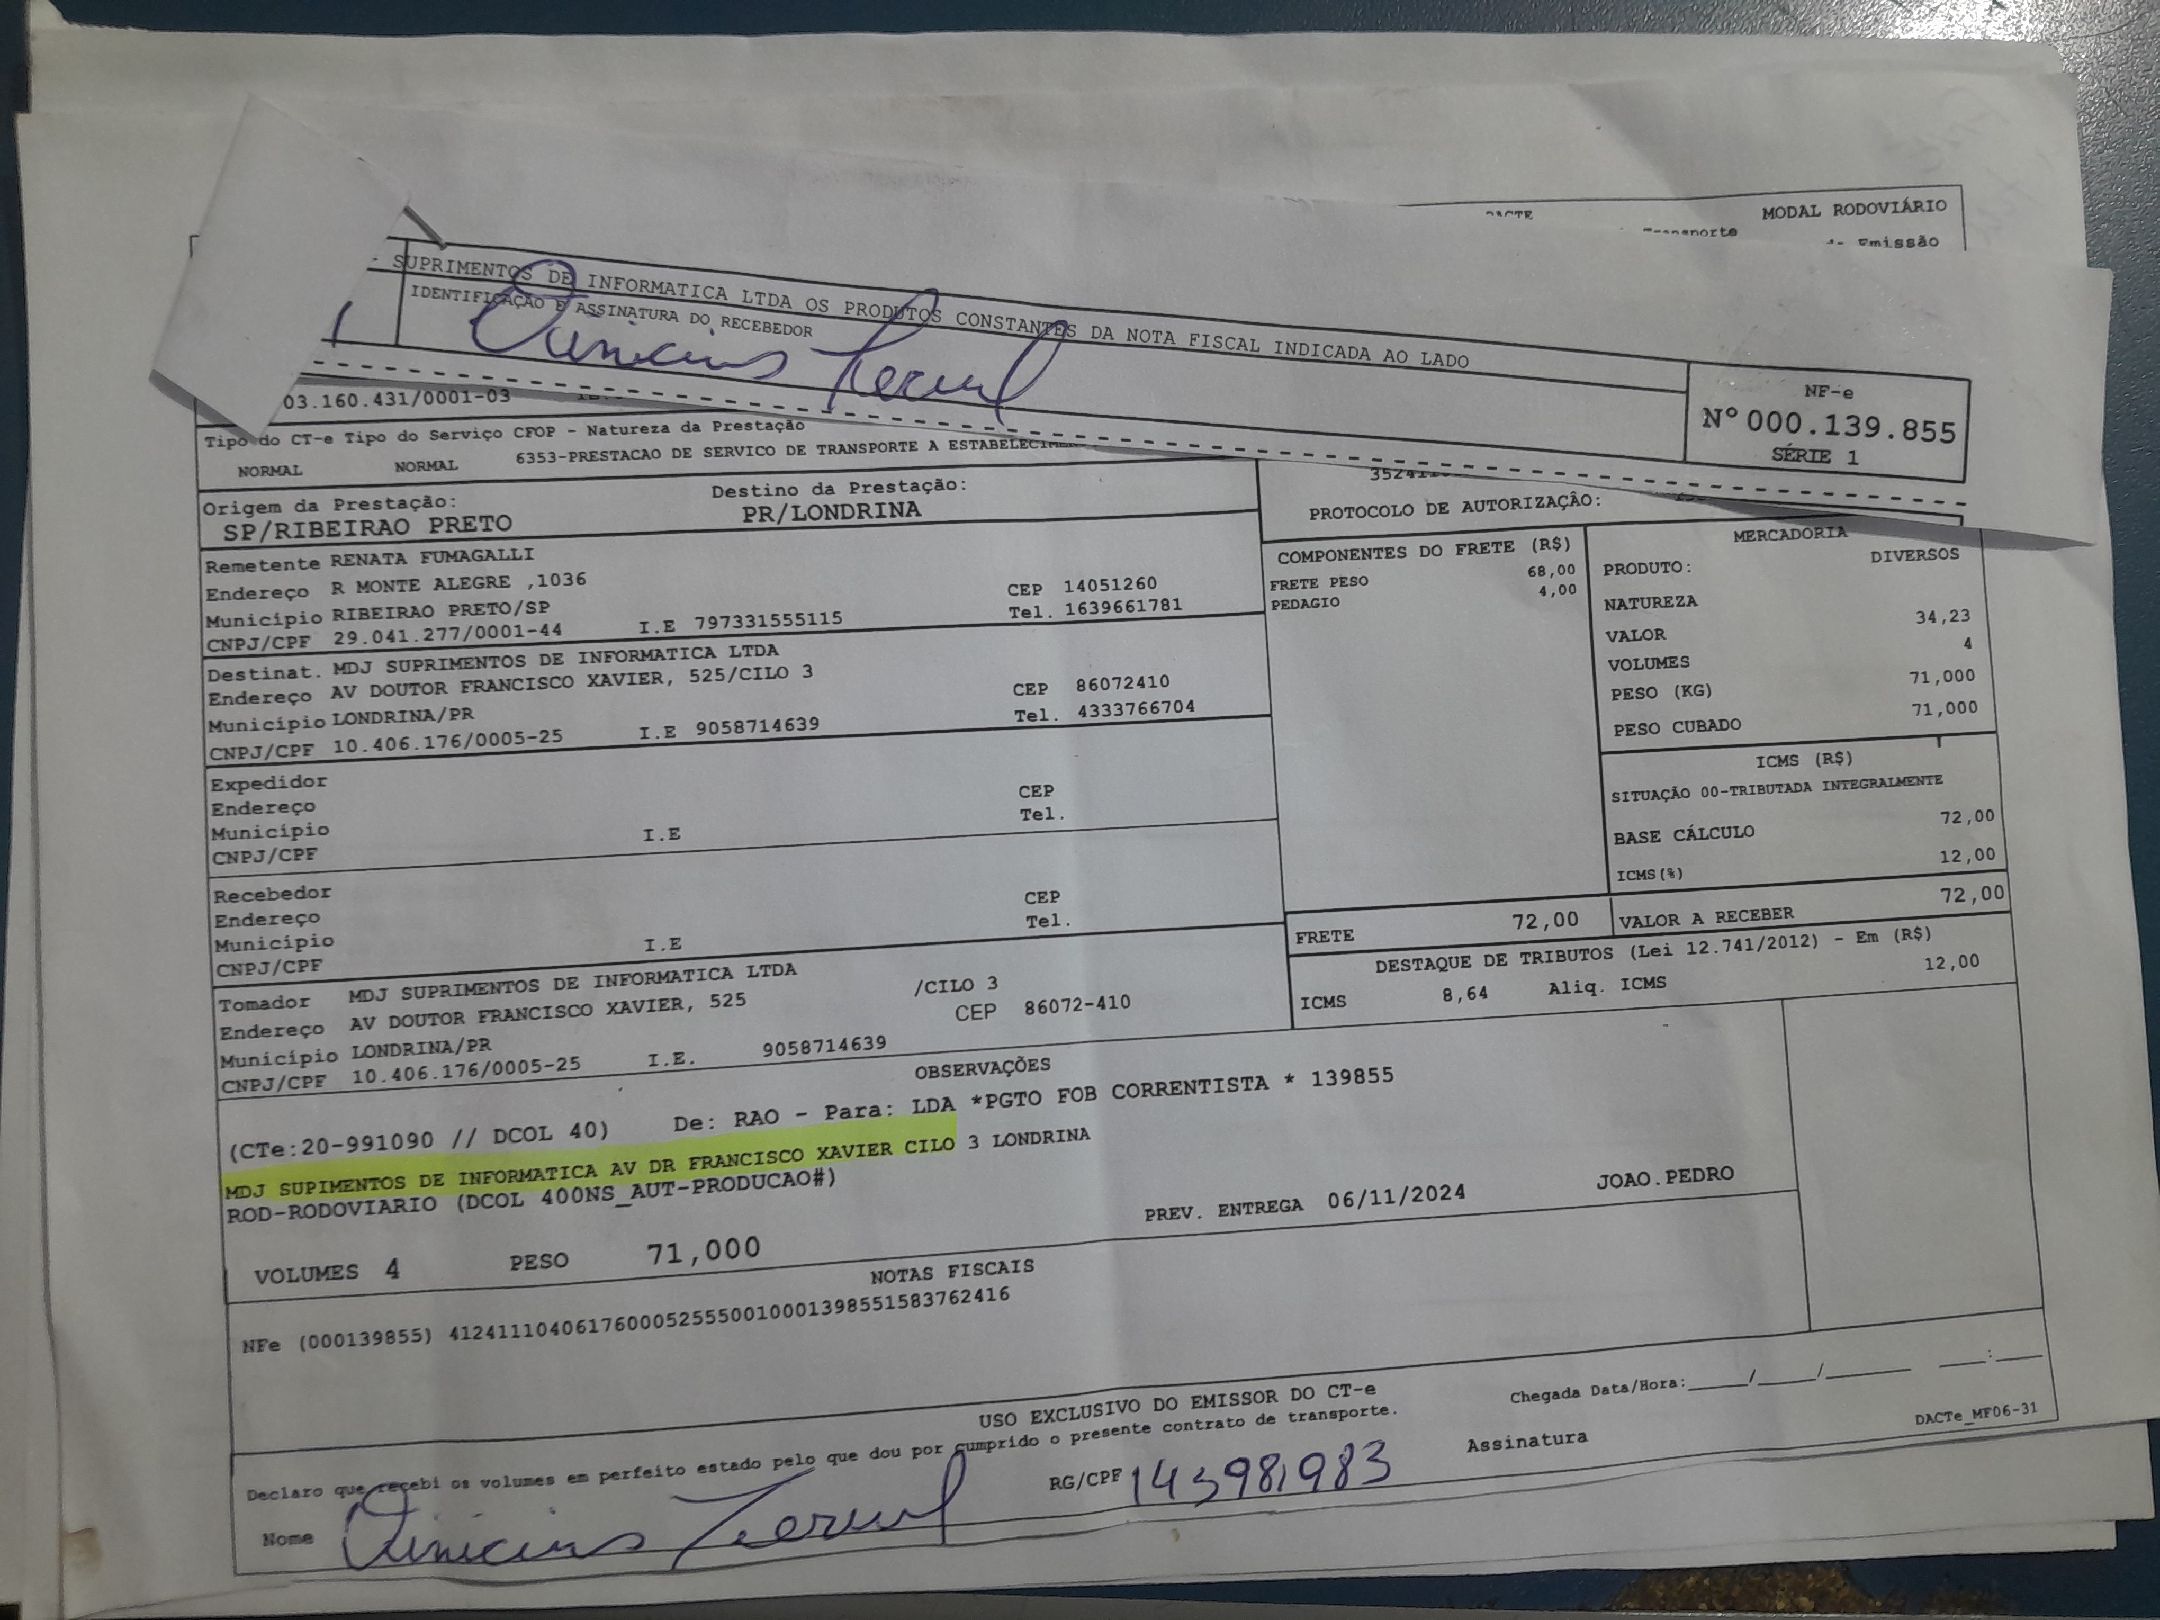 DACTE
MODAL RODOVIÁRIO
Emissão
SUPRIMENTOS DE INFORMATICA LTDA OS PRODUTOS CONSTANTES DA NOTA FISCAL INDICADA AO LADO
IDENTIFICAÇÃO E ASSINATURA DO RECEBEDOR
Vinicius
NF-e
Nº 000.139.855
SÉRIE 1
03.160.431/0001-03
Tipo do CT-e Tipo do Serviço CFOP - Natureza da Prestação
NORMAL NORMAL 6353-PRESTACAO DE SERVICO DE TRANSPORTE A
Origem da Prestação: Destino da Prestação:
SP/RIBEIRAO PRETO PR/LONDRINA
PROTOCOLO DE AUTORIZAÇÂO:
Remetente RENATA FUMAGALLI
Endereço R MONTE ALEGRE ,1036 CEP 14051260
Município RIBEIRAO PRETO/SP Tel. 1639661781
CNPJ/CPF 29.041.277/0001-44 I.E 797331555115
Destinat. MDJ SUPRIMENTOS DE INFORMATICA LTDA
Endereço AV DOUTOR FRANCISCO XAVIER, 525/CILO 3 CEP 86072410
Município LONDRINA/PR Tel. 4333766704
CNPJ/CPF 10.406.176/0005-25 I.E 9058714639
Expedidor
Endereço CEP
Município Tel.
CNPJ/CPF I.E
Recebedor
Endereço CEP
Município Tel.
CNPJ/CPF I.E
Tomador MDJ SUPRIMENTOS DE INFORMATICA LTDA
Endereço AV DOUTOR FRANCISCO XAVIER, 525 /CILO 3
Município LONDRINA/PR CEP 86072-410
CNPJ/CPF 10.406.176/0005-25 I.E. 9058714639
COMPONENTES DO FRETE (R$)
FRETE PESO 68,00
PEDAGIO 4,00
MERCADORIA
PRODUTO: DIVERSOS
NATUREZA
VALOR 34,23
VOLUMES 4
PESO (KG) 71,000
PESO CUBADO 71,000
ICMS (R$)
SITUAÇÃO 00-TRIBUTADA INTEGRALMENTE
BASE CÁLCULO 72,00
ICMS(%) 12,00
FRETE 72,00 VALOR A RECEBER 72,00
DESTAQUE DE TRIBUTOS (Lei 12.741/2012) - Em (R$)
ICMS 8,64 Aliq. ICMS 12,00
OBSERVAÇÕES
(CTe:20-991090 // DCOL 40) De: RAO - Para: LDA *PGTO FOB CORRENTISTA * 139855
MDJ SUPIMENTOS DE INFORMATICA AV DR FRANCISCO XAVIER CILO 3 LONDRINA
ROD-RODOVIARIO (DCOL 400NS_AUT-PRODUCAO#)
PREV. ENTREGA 06/11/2024 JOAO.PEDRO
VOLUMES 4 PESO 71,000
NOTAS FISCAIS
NFe (000139855) 41241110406176000525550010001398551583762416
USO EXCLUSIVO DO EMISSOR DO CT-e
Declaro que recebi os volumes em perfeito estado pelo que dou por cumprido o presente contrato de transporte.
Chegada Data/Hora:_____/_____/_______ ____:____
Nome Vinicius
RG/CPF 143981983
Assinatura
DACTe_MF06-31